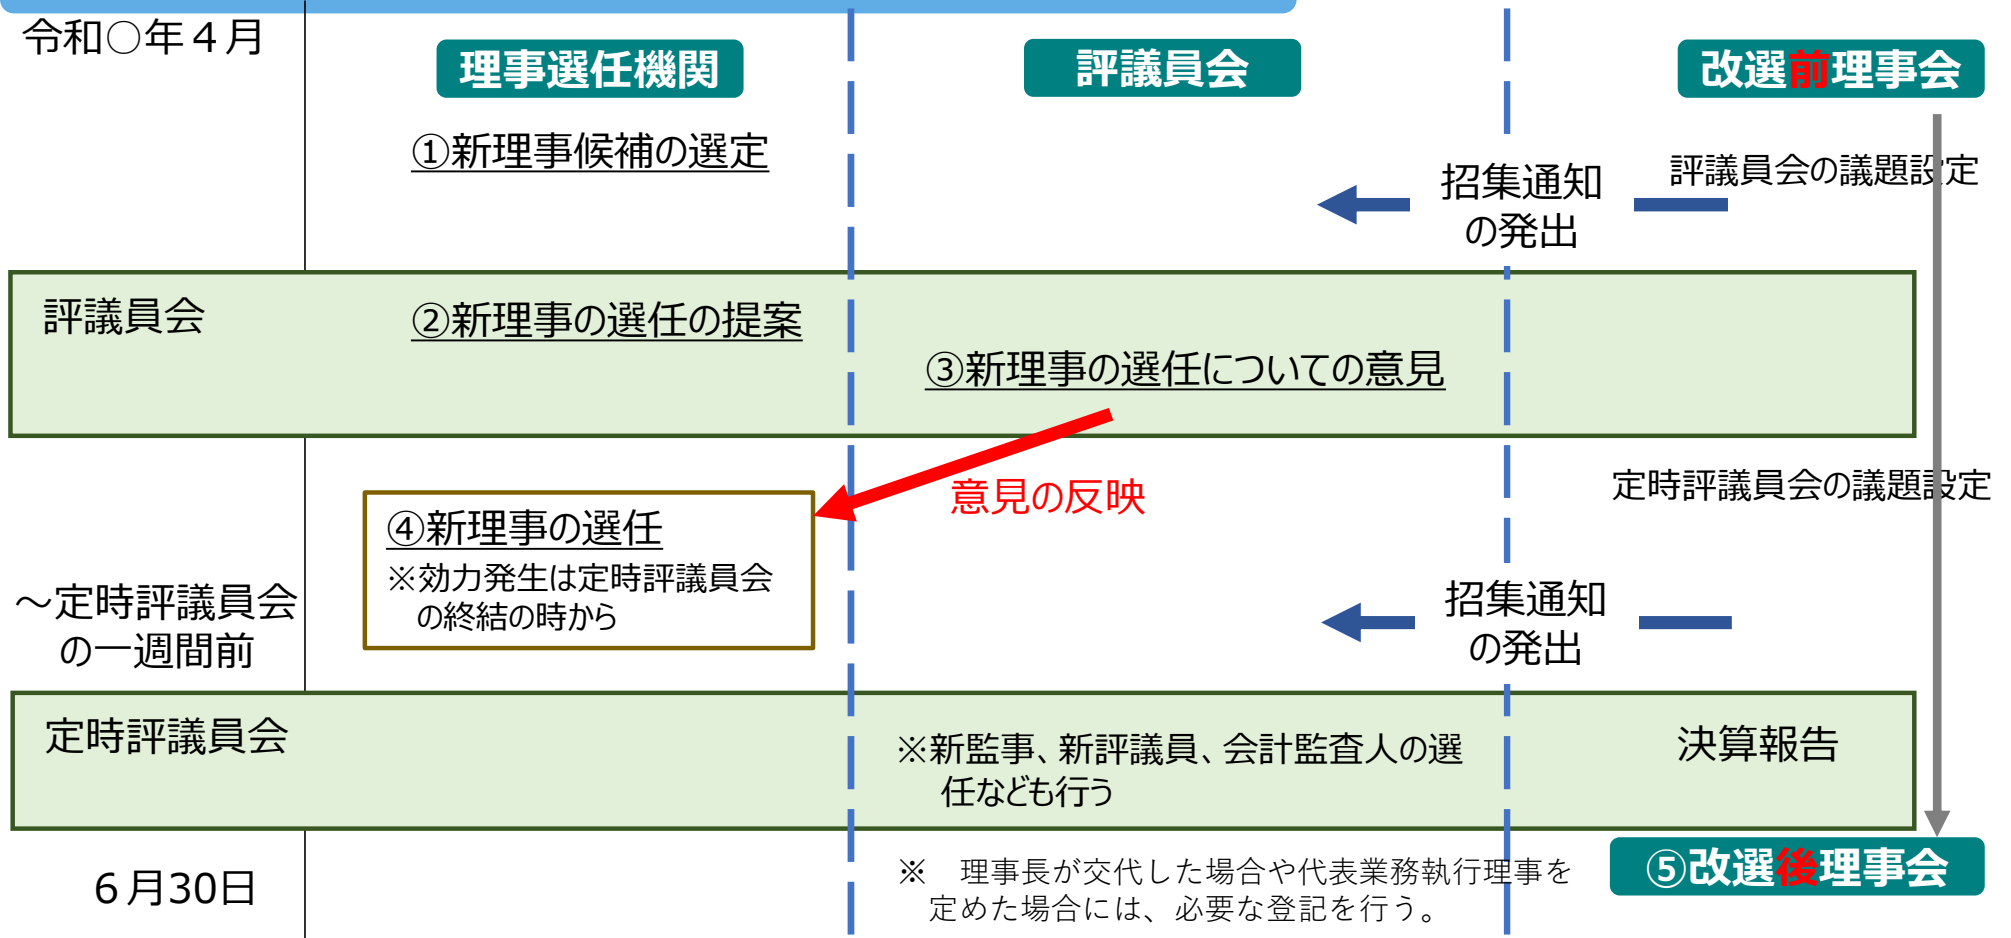 令和○年４月
理事選任機関
評議員会
改選前理事会
①新理事候補の選定
招集通知
の発出
評議員会の議題設定
評議員会
②新理事の選任の提案
③新理事の選任についての意見
意見の反映
定時評議員会の議題設定
④新理事の選任
※効力発生は定時評議員会
の終結の時から
～定時評議員会
の一週間前
招集通知
の発出
定時評議員会
※新監事、新評議員、会計監査人の選
任なども行う
決算報告
６月30日
※　理事長が交代した場合や代表業務執行理事を
定めた場合には、必要な登記を行う。
⑤改選後理事会